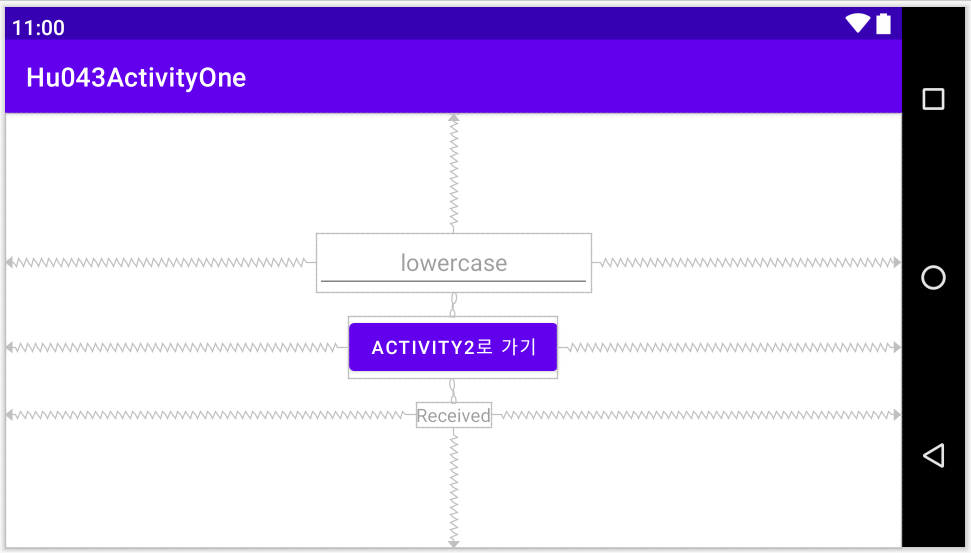 11:00
Hu043ActivityOne
lowercase
ACTIVITY2로 가기
Received